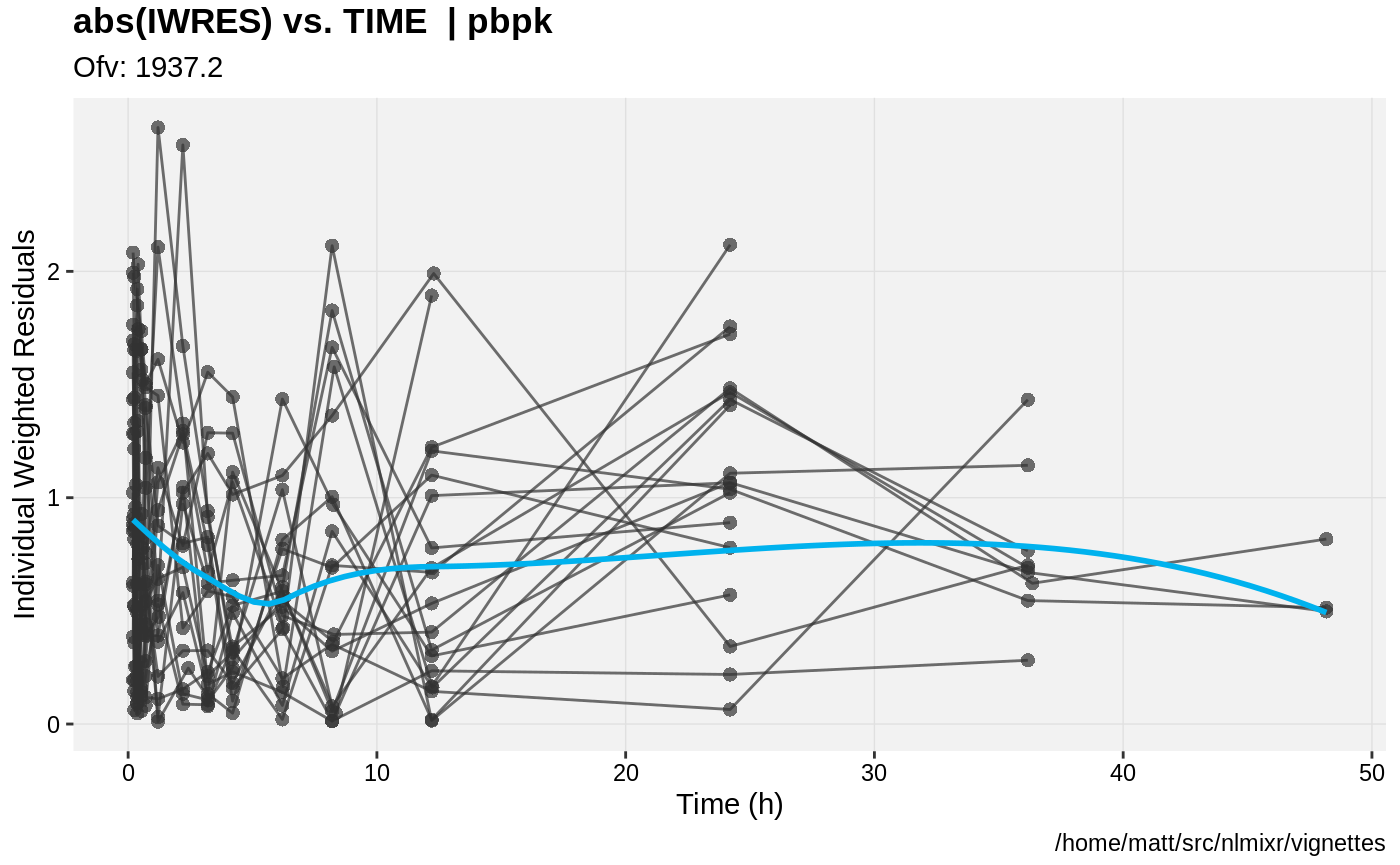 abs(IWRES) vs. TIME | pbpk
Ofv: 1937.2
Individual Weighted Residuals
2
1
0
0 10 20 30 40 50
Time (h)
/home/matt/src/nlmixr/vignettes